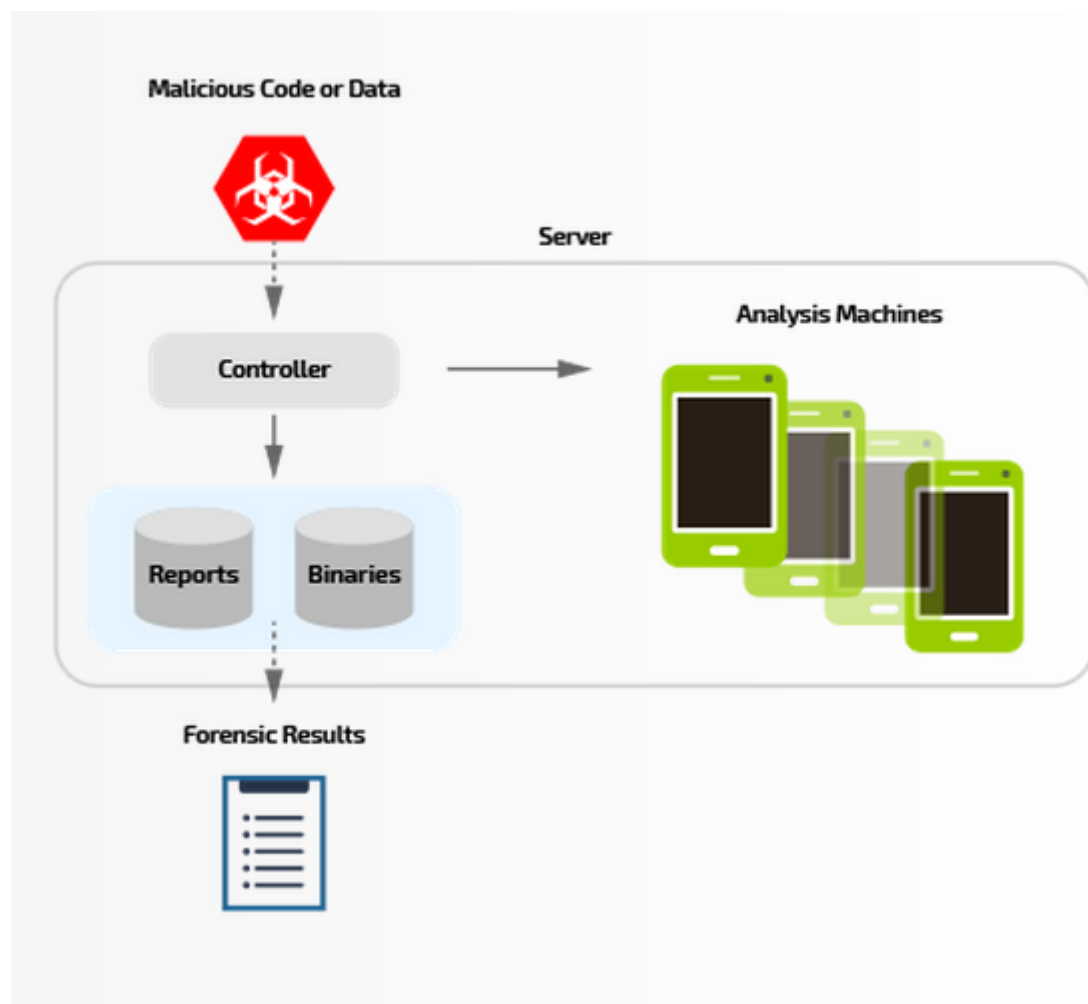 Malicious Code or Data
Server
Analysis Machines
Controller
Reports
Binaries
Forensic Results